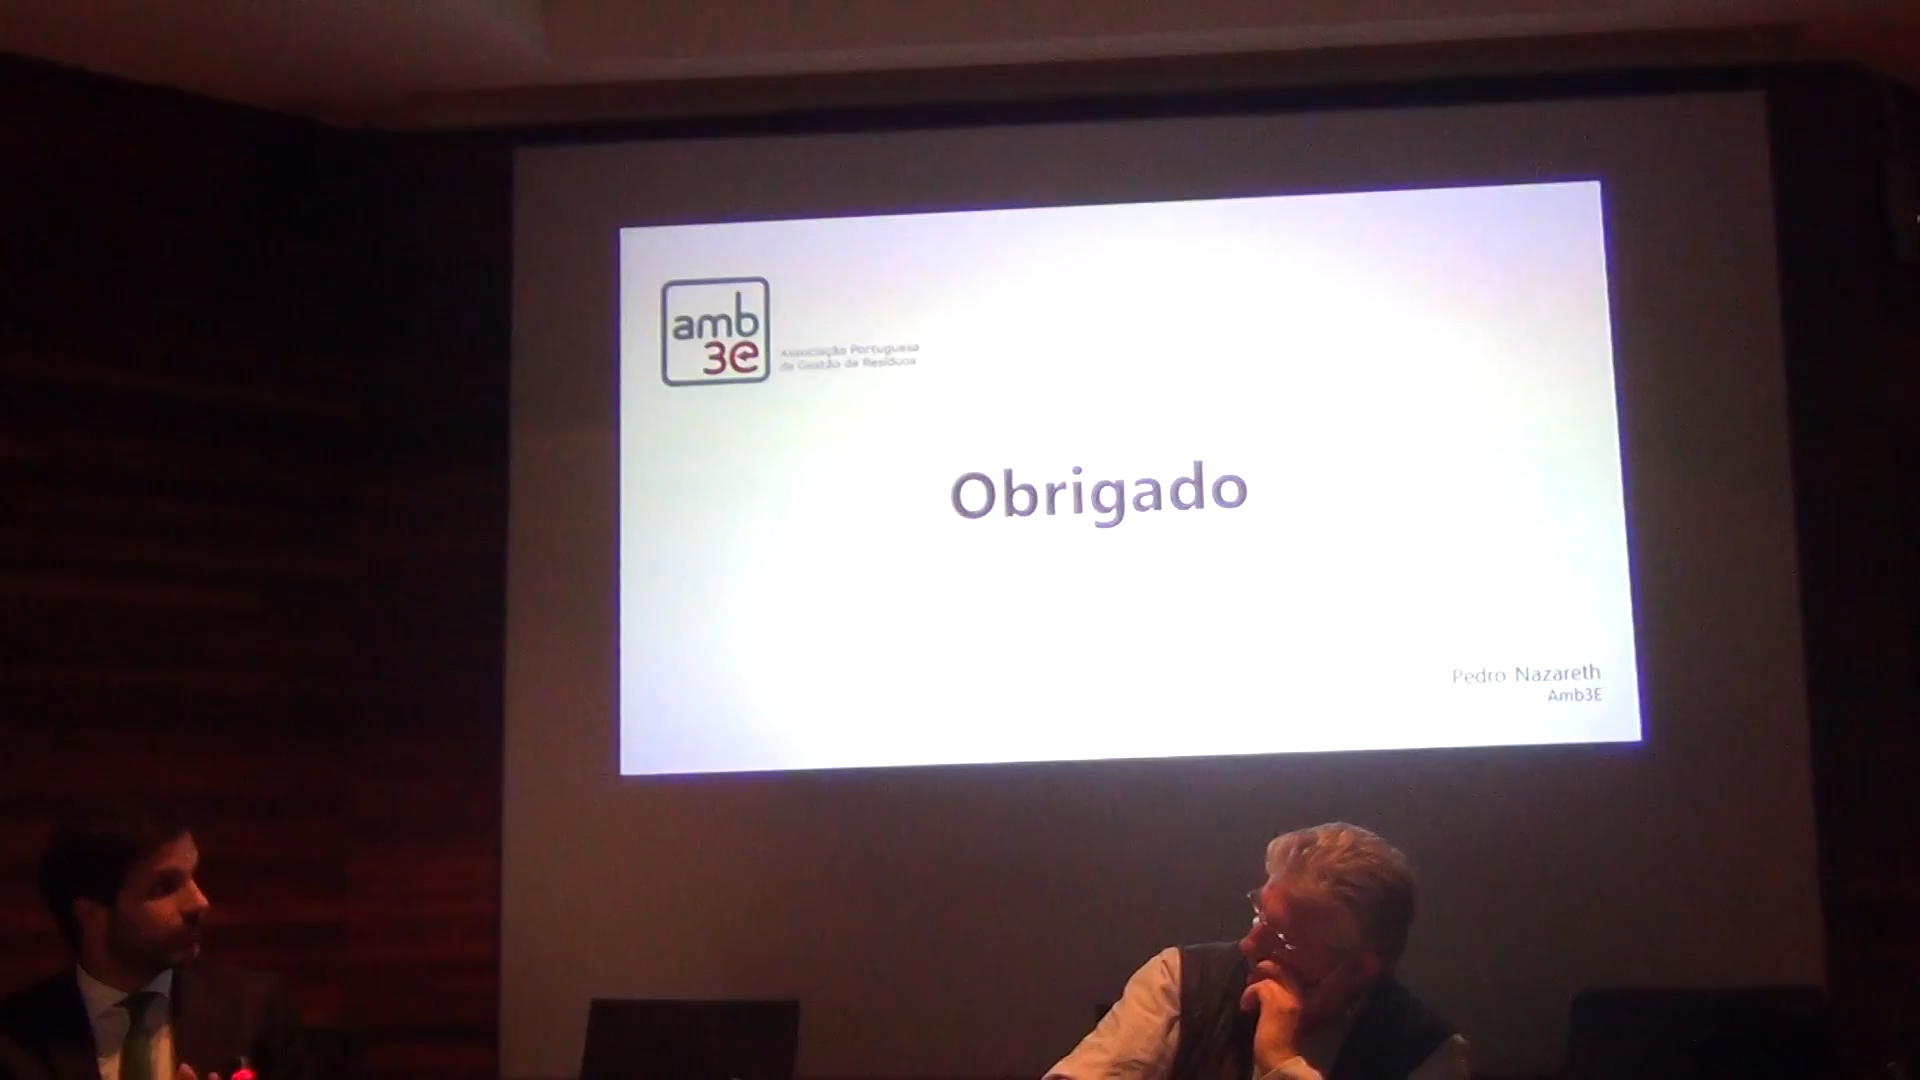 amb
3e
Associação Portuguesa
de Gestão de Resíduos
Obrigado
Pedro Nazareth
Amb3E